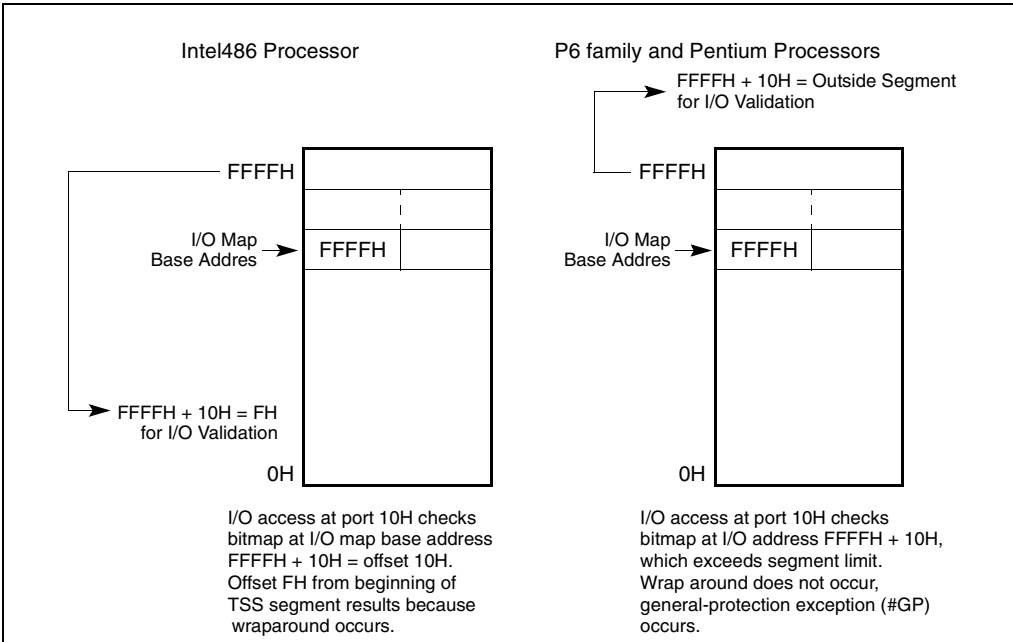 Intel486 Processor
FFFFH
I/O Map
Base Addres
FFFFH
FFFFH + 10H = FH
for I/O Validation
0H
I/O access at port 10H checks
bitmap at I/O map base address
FFFFH + 10H = offset 10H.
Offset FH from beginning of
TSS segment results because
wraparound occurs.
P6 family and Pentium Processors
FFFFH + 10H = Outside Segment
for I/O Validation
FFFFH
I/O Map
Base Addres
FFFFH
0H
I/O access at port 10H checks
bitmap at I/O address FFFFH + 10H,
which exceeds segment limit.
Wrap around does not occur,
general-protection exception (#GP)
occurs.